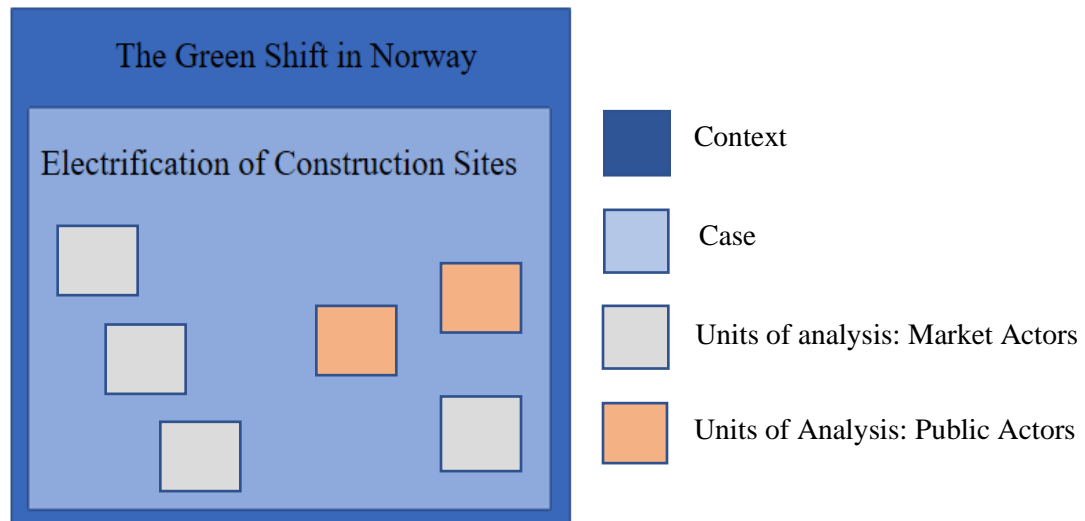 The Green Shift in Norway
Electrification of Construction Sites
Context
Case
Units of analysis: Market Actors
Units of Analysis: Public Actors